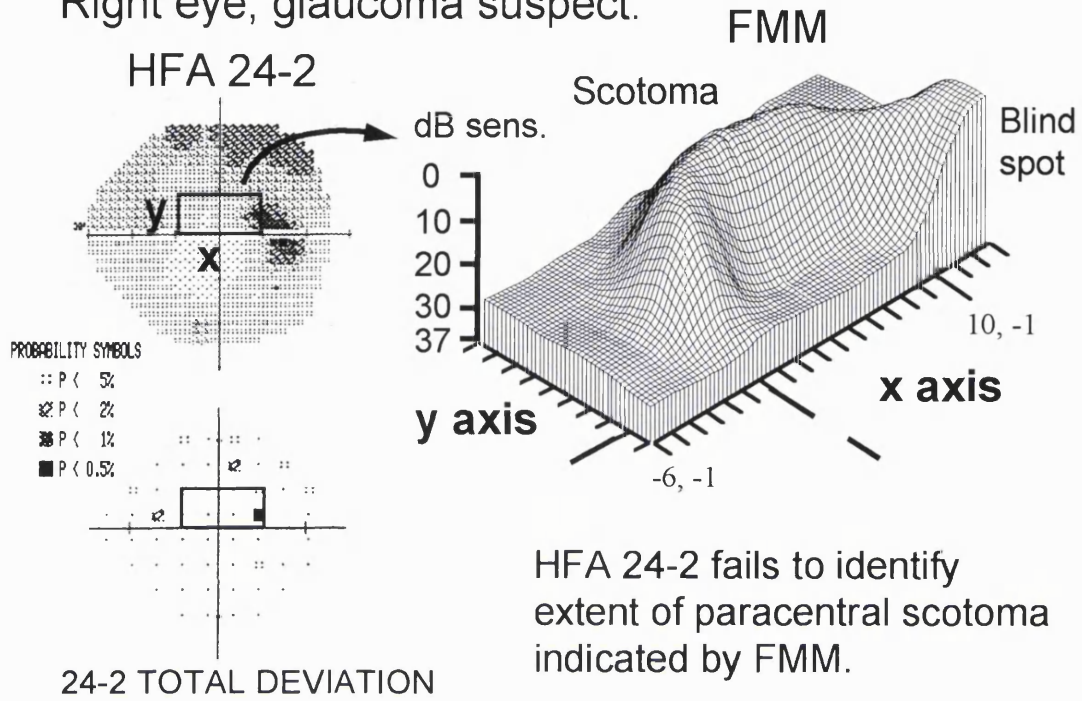 Right eye, glaucoma suspect.
HFA 24-2
FMM
Scotoma
dB sens.
Blind
spot
0
10
20
30
37
y
x
10, -1
x axis
y axis
-6, -1
PROBABILITY SYMBOLS
P < 5%
P < 2%
P < 1%
P < 0.5%
HFA 24-2 fails to identify
extent of paracentral scotoma
indicated by FMM.
24-2 TOTAL DEVIATION